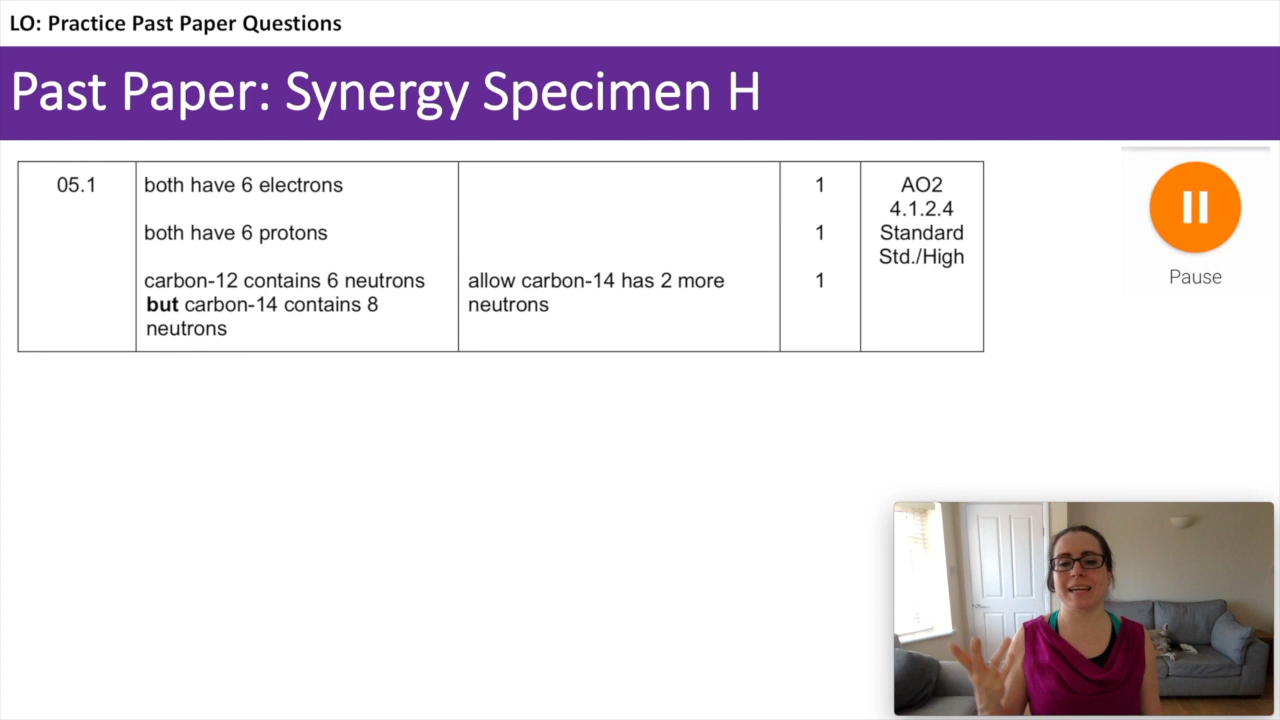 LO: Practice Past Paper Questions
Past Paper: Synergy Specimen H
05.1
both have 6 electrons
both have 6 protons
carbon-12 contains 6 neutrons
but carbon-14 contains 8
neutrons
allow carbon-14 has 2 more
neutrons
1
1
1
AO2
4.1.2.4
Standard
Std./High
Pause